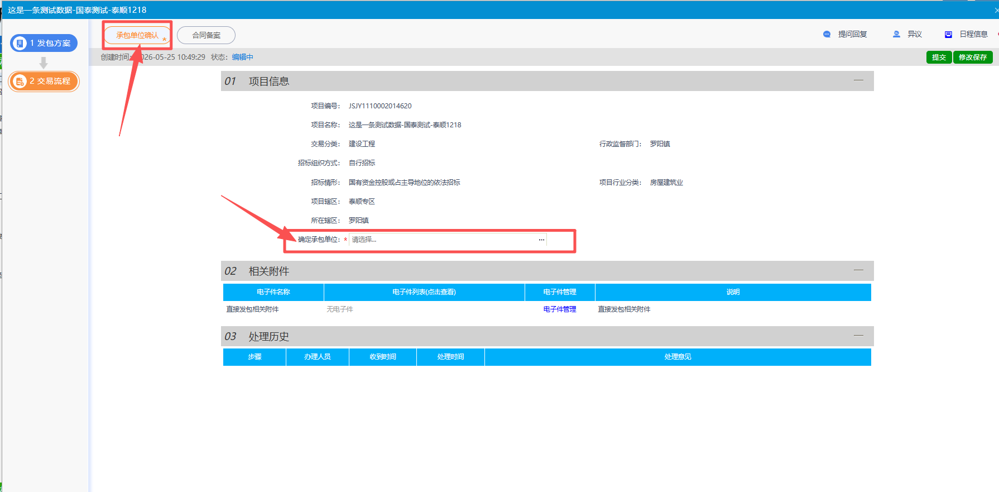 这是一条测试数据-国泰测试-泰顺1218
1 发包方案
2 交易流程
承包单位确认 *
合同备案
提问回复
异议
日程信息
创建时间: 026-05-25 10:49:29 状态: 编辑中
提交
修改保存
01 项目信息
项目编号: JSJY1110002014620
项目名称: 这是一条测试数据-国泰测试-泰顺1218
交易分类: 建设工程
行政监督部门: 罗阳镇
招标组织方式: 自行招标
招标情形: 国有资金控股或占主导地位的依法招标
项目行业分类: 房屋建筑业
项目辖区: 泰顺专区
所在辖区: 罗阳镇
确定承包单位: * 请选择... ...
02 相关附件
电子件名称 电子件列表(点击查看) 电子件管理 说明
直接发包相关附件 无电子件 电子件管理 直接发包相关附件
03 处理历史
步骤 办理人员 收到时间 处理时间 处理意见